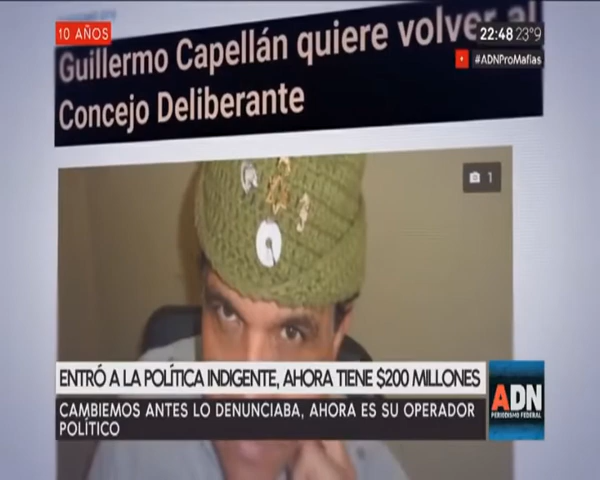 10 AÑOS
22:48 23°9
#ADNProMafias
Guillermo Capellán quiere volver al
Concejo Deliberante
1
ENTRÓ A LA POLÍTICA INDIGENTE, AHORA TIENE $200 MILLONES
CAMBIEMOS ANTES LO DENUNCIABA, AHORA ES SU OPERADOR
POLÍTICO
ADN
PERIODISMO FEDERAL